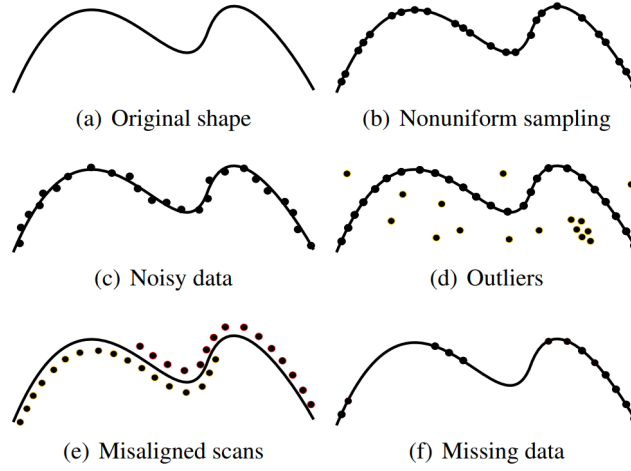 (a) Original shape
(b) Nonuniform sampling
(c) Noisy data
(d) Outliers
(e) Misaligned scans
(f) Missing data